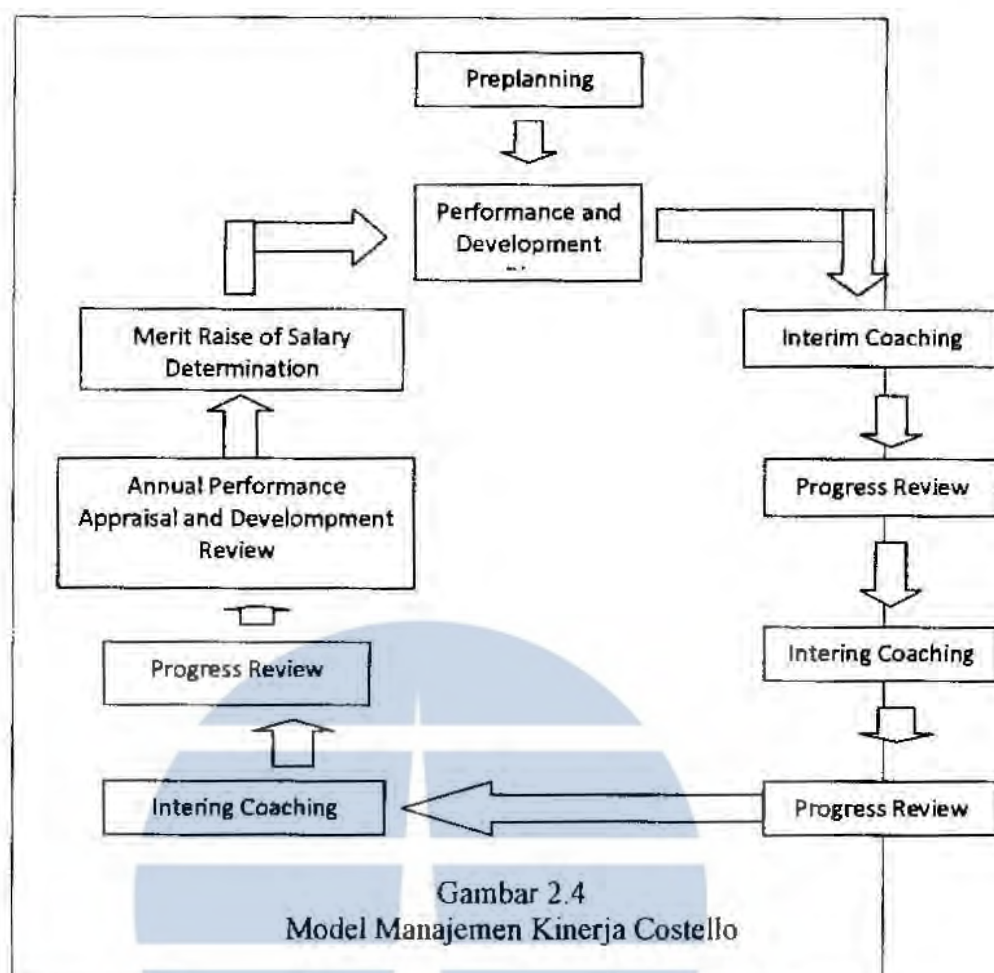 Preplanning
Performance and
Development
Interim Coaching
Progress Review
Intering Coaching
Progress Review
Intering Coaching
Progress Review
Annual Performance
Appraisal and Develompment
Review
Merit Raise of Salary
Determination
Gambar 2.4
Model Manajemen Kinerja Costello